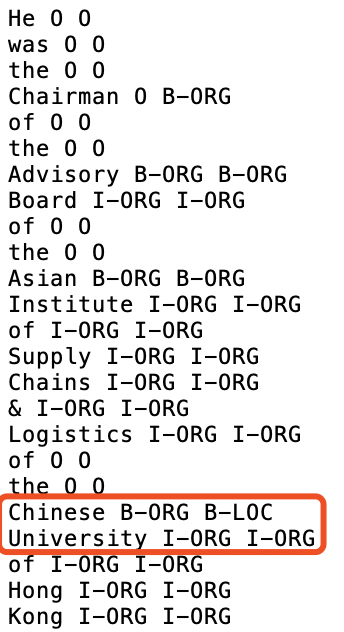 He O O
was O O
the O O
Chairman O B-ORG
of O O
the O O
Advisory B-ORG B-ORG
Board I-ORG I-ORG
of O O
the O O
Asian B-ORG B-ORG
Institute I-ORG I-ORG
of I-ORG I-ORG
Supply I-ORG I-ORG
Chains I-ORG I-ORG
& I-ORG I-ORG
Logistics I-ORG I-ORG
of O O
the O O
Chinese B-ORG B-LOC
University I-ORG I-ORG
of I-ORG I-ORG
Hong I-ORG I-ORG
Kong I-ORG I-ORG